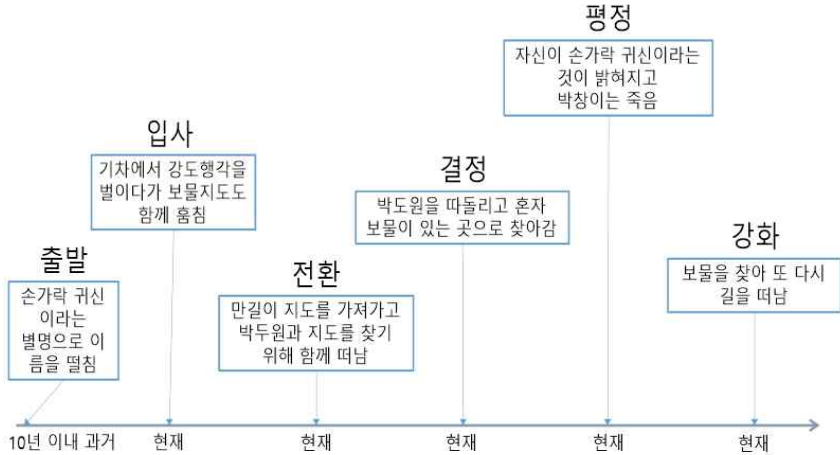 평정
자신이 손가락 귀신이라는
것이 밝혀지고
박창이는 죽음
입사
기차에서 강도행각을
벌이다가 보물지도도
함께 훔침
결정
박도원을 따돌리고 혼자
보물이 있는 곳으로 찾아감
강화
보물을 찾아 또 다시
길을 떠남
출발
손가락 귀신
이라는
별명으로 이
름을 떨침
전환
만길이 지도를 가져가고
박두원과 지도를 찾기
위해 함께 떠남
10년 이내 과거
현재
현재
현재
현재
현재